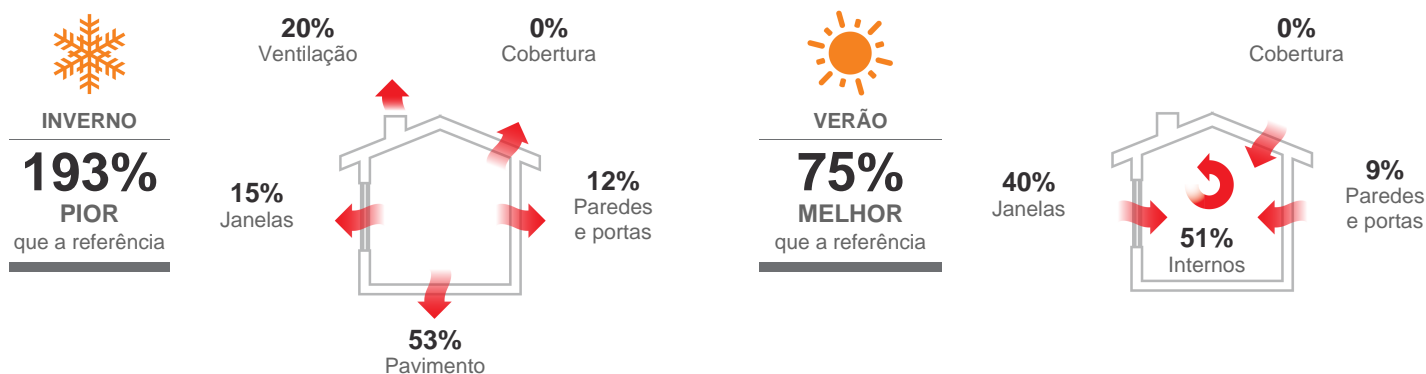 INVERNO
193%
PIOR
que a referência
20%
Ventilação
0%
Cobertura
15%
Janelas
12%
Paredes
e portas
53%
Pavimento
VERÃO
75%
MELHOR
que a referência
0%
Cobertura
40%
Janelas
9%
Paredes
e portas
51%
Internos